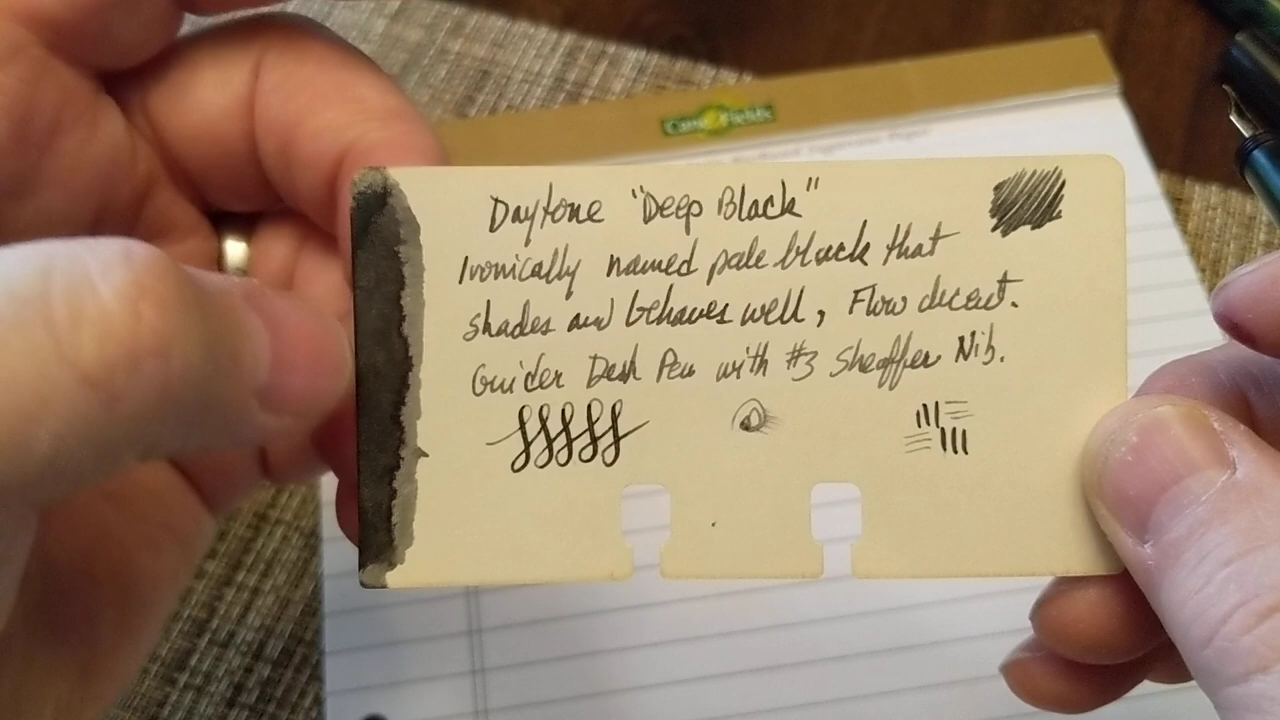 Cane Fields
Daytone "Deep Black"
Ironically named pale black that
shades and behaves well, Flow decent.
Guider Desk Pen with #3 Sheaffer Nib.